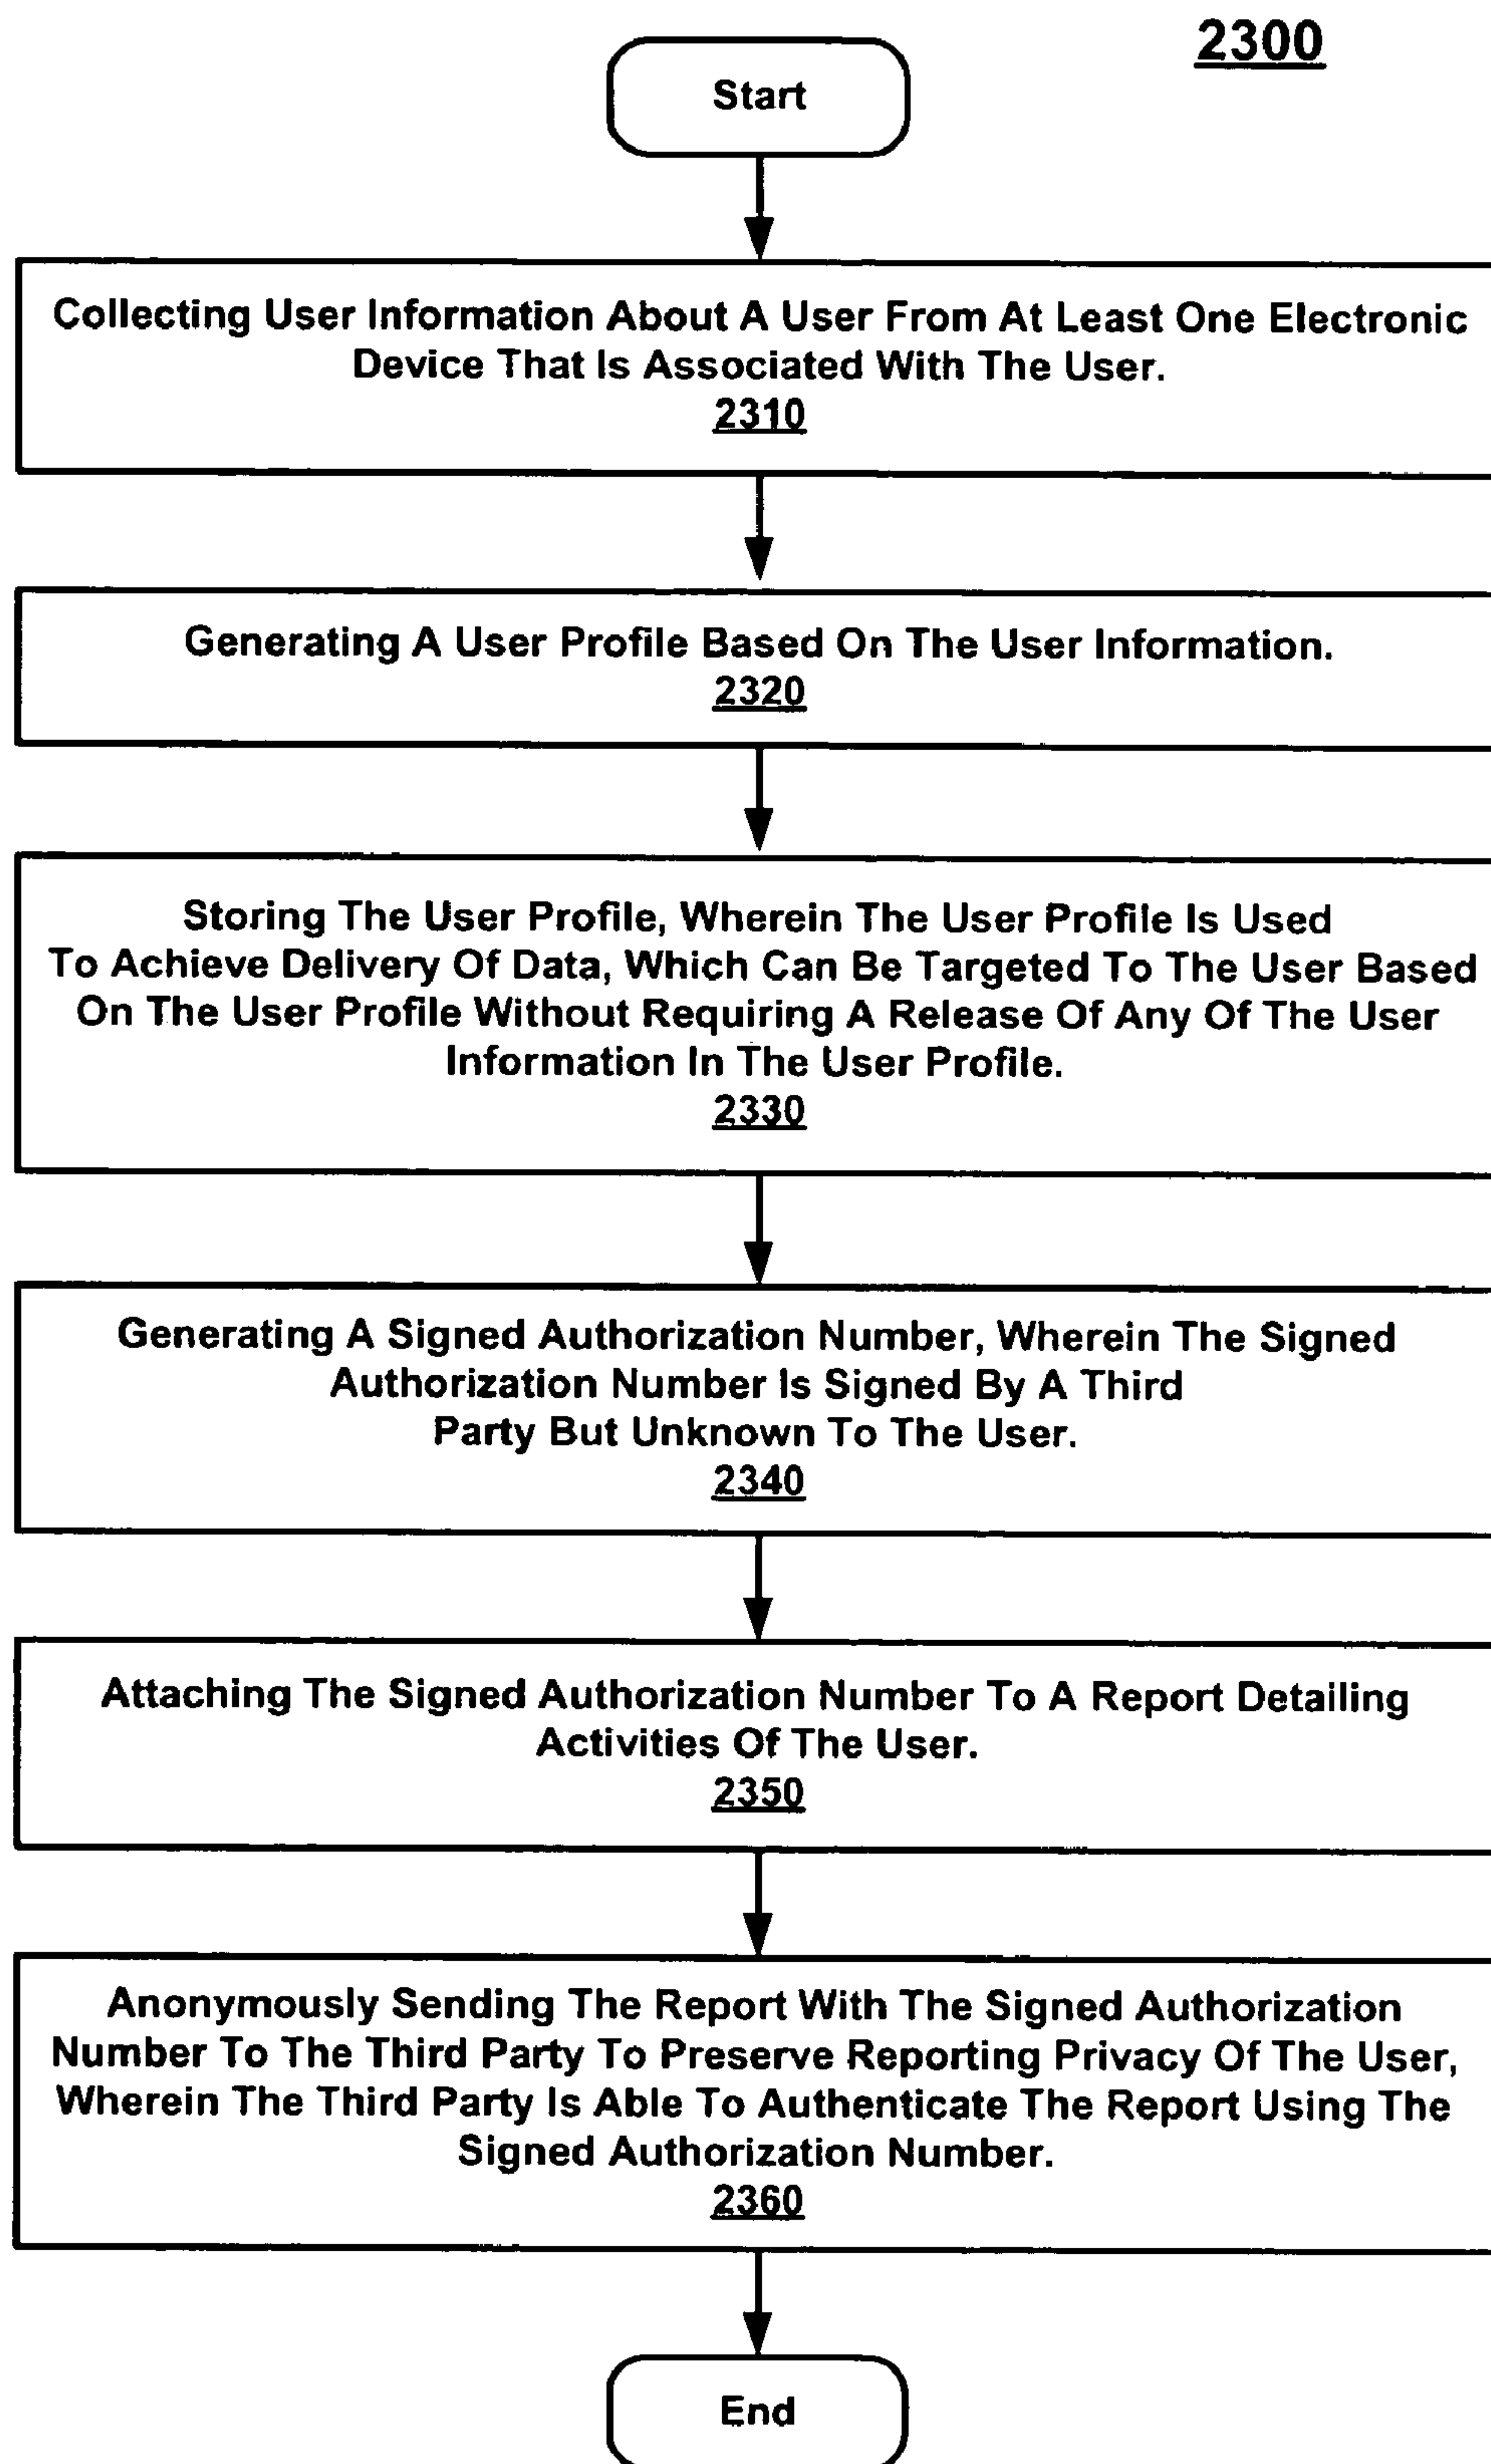 2300
Start
Collecting User Information About A User From At Least One Electronic
Device That Is Associated With The User.
2310
Generating A User Profile Based On The User Information.
2320
Storing The User Profile, Wherein The User Profile Is Used
To Achieve Delivery Of Data, Which Can Be Targeted To The User Based
On The User Profile Without Requiring A Release Of Any Of The User
Information In The User Profile.
2330
Generating A Signed Authorization Number, Wherein The Signed
Authorization Number Is Signed By A Third
Party But Unknown To The User.
2340
Attaching The Signed Authorization Number To A Report Detailing
Activities Of The User.
2350
Anonymously Sending The Report With The Signed Authorization
Number To The Third Party To Preserve Reporting Privacy Of The User,
Wherein The Third Party Is Able To Authenticate The Report Using The
Signed Authorization Number.
2360
End